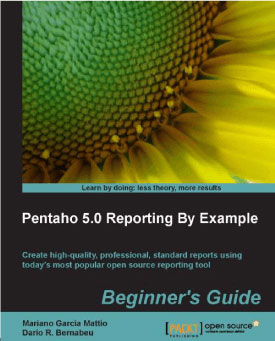 Learn by doing: less theory, more results
Pentaho 5.0 Reporting By Example
Create high-quality, professional, standard reports using
today's most popular open source reporting tool
Beginner's Guide
Mariano García Mattío
Dario R. Bernabeu
[PACKT] open source
PUBLISHING